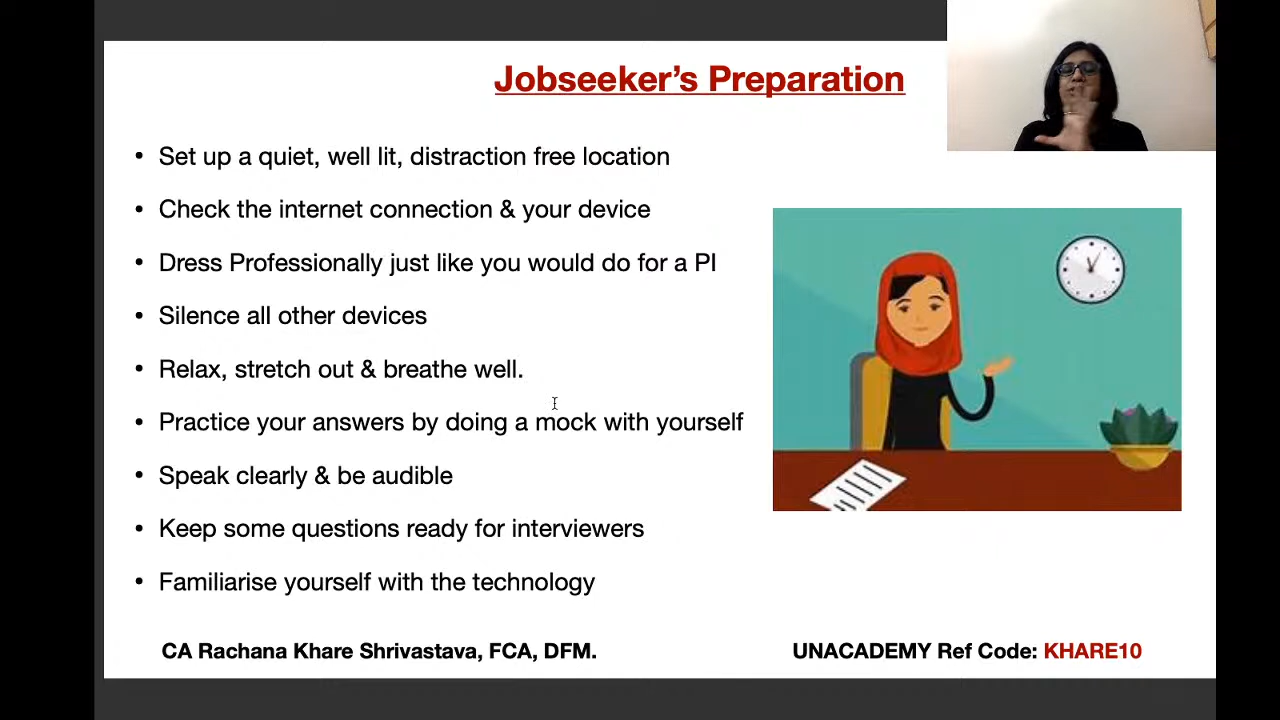 Jobseeker's Preparation
• Set up a quiet, well lit, distraction free location
• Check the internet connection & your device
• Dress Professionally just like you would do for a PI
• Silence all other devices
• Relax, stretch out & breathe well.
• Practice your answers by doing a mock with yourself
• Speak clearly & be audible
• Keep some questions ready for interviewers
• Familiarise yourself with the technology
CA Rachana Khare Shrivastava, FCA, DFM.
UNACADEMY Ref Code: KHARE10